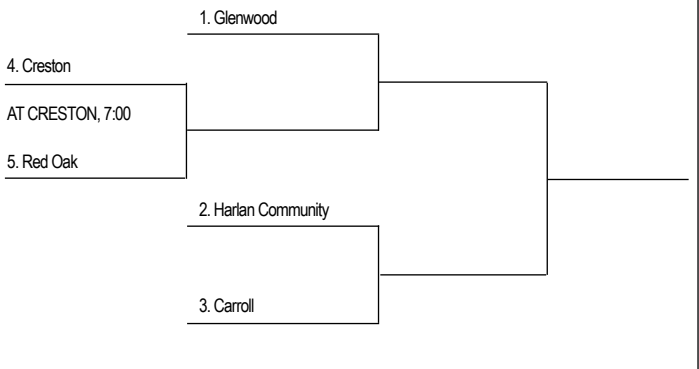 1. Glenwood
4. Creston
AT CRESTON, 7:00
5. Red Oak
2. Harlan Community
3. Carroll